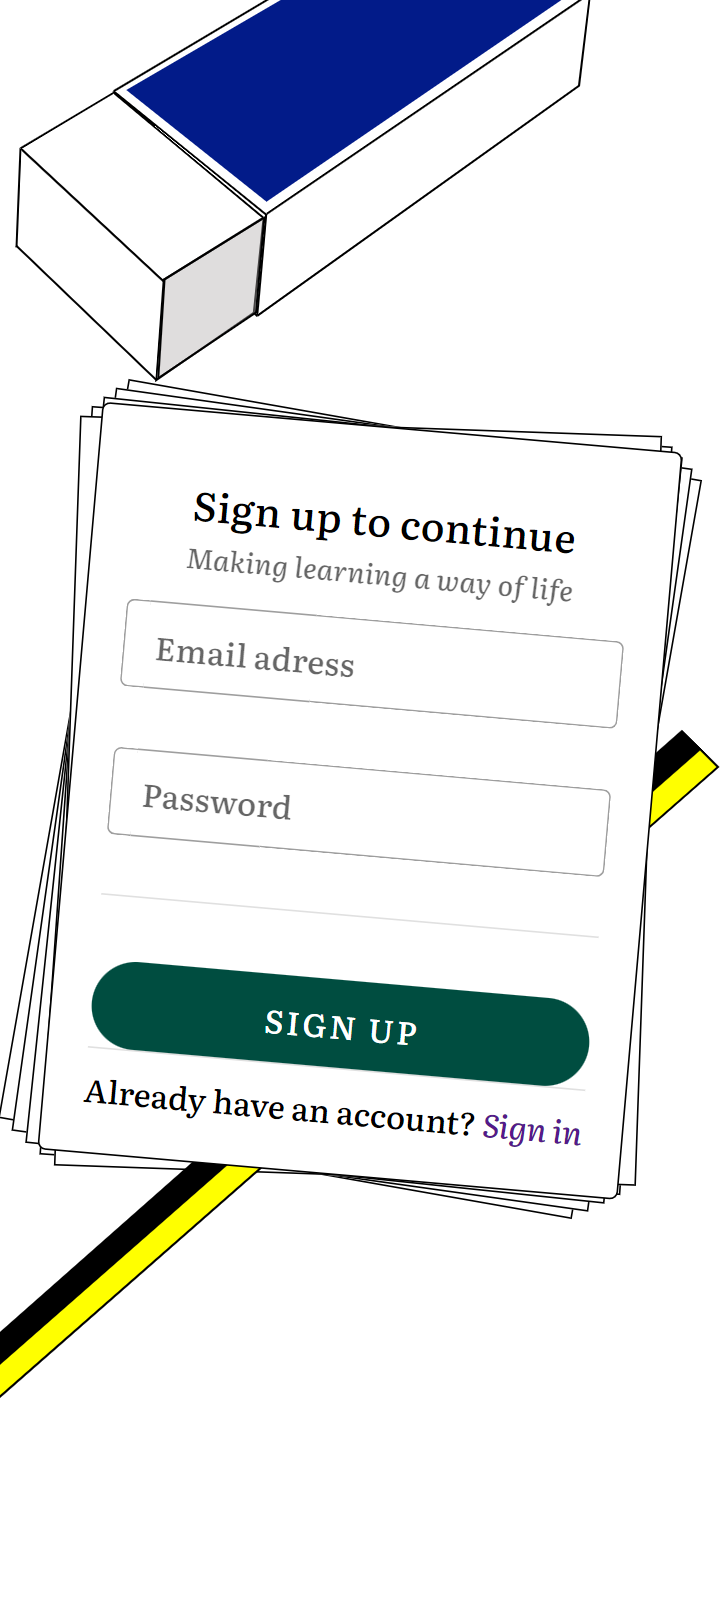 Sign up to continue
Making learning a way of life
Email adress
Password
SIGN UP
Already have an account? Sign in